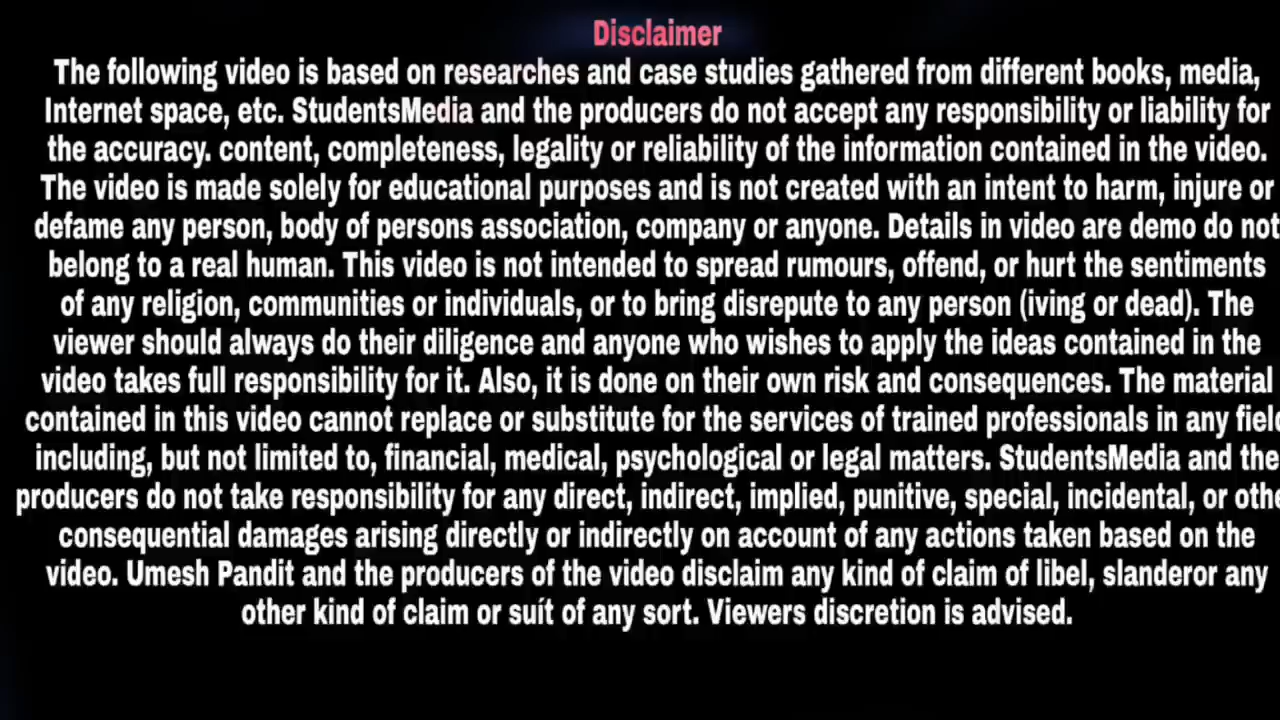 Disclaimer
The following video is based on researches and case studies gathered from different books, media,
Internet space, etc. StudentsMedia and the producers do not accept any responsibility or liability for
the accuracy. content, completeness, legality or reliability of the information contained in the video.
The video is made solely for educational purposes and is not created with an intent to harm, injure or
defame any person, body of persons association, company or anyone. Details in video are demo do not
belong to a real human. This video is not intended to spread rumours, offend, or hurt the sentiments
of any religion, communities or individuals, or to bring disrepute to any person (iving or dead). The
viewer should always do their diligence and anyone who wishes to apply the ideas contained in the
video takes full responsibility for it. Also, it is done on their own risk and consequences. The material
contained in this video cannot replace or substitute for the services of trained professionals in any field
including, but not limited to, financial, medical, psychological or legal matters. StudentsMedia and the
producers do not take responsibility for any direct, indirect, implied, punitive, special, incidental, or othe
consequential damages arising directly or indirectly on account of any actions taken based on the
video. Umesh Pandit and the producers of the video disclaim any kind of claim of libel, slanderor any
other kind of claim or suít of any sort. Viewers discretion is advised.